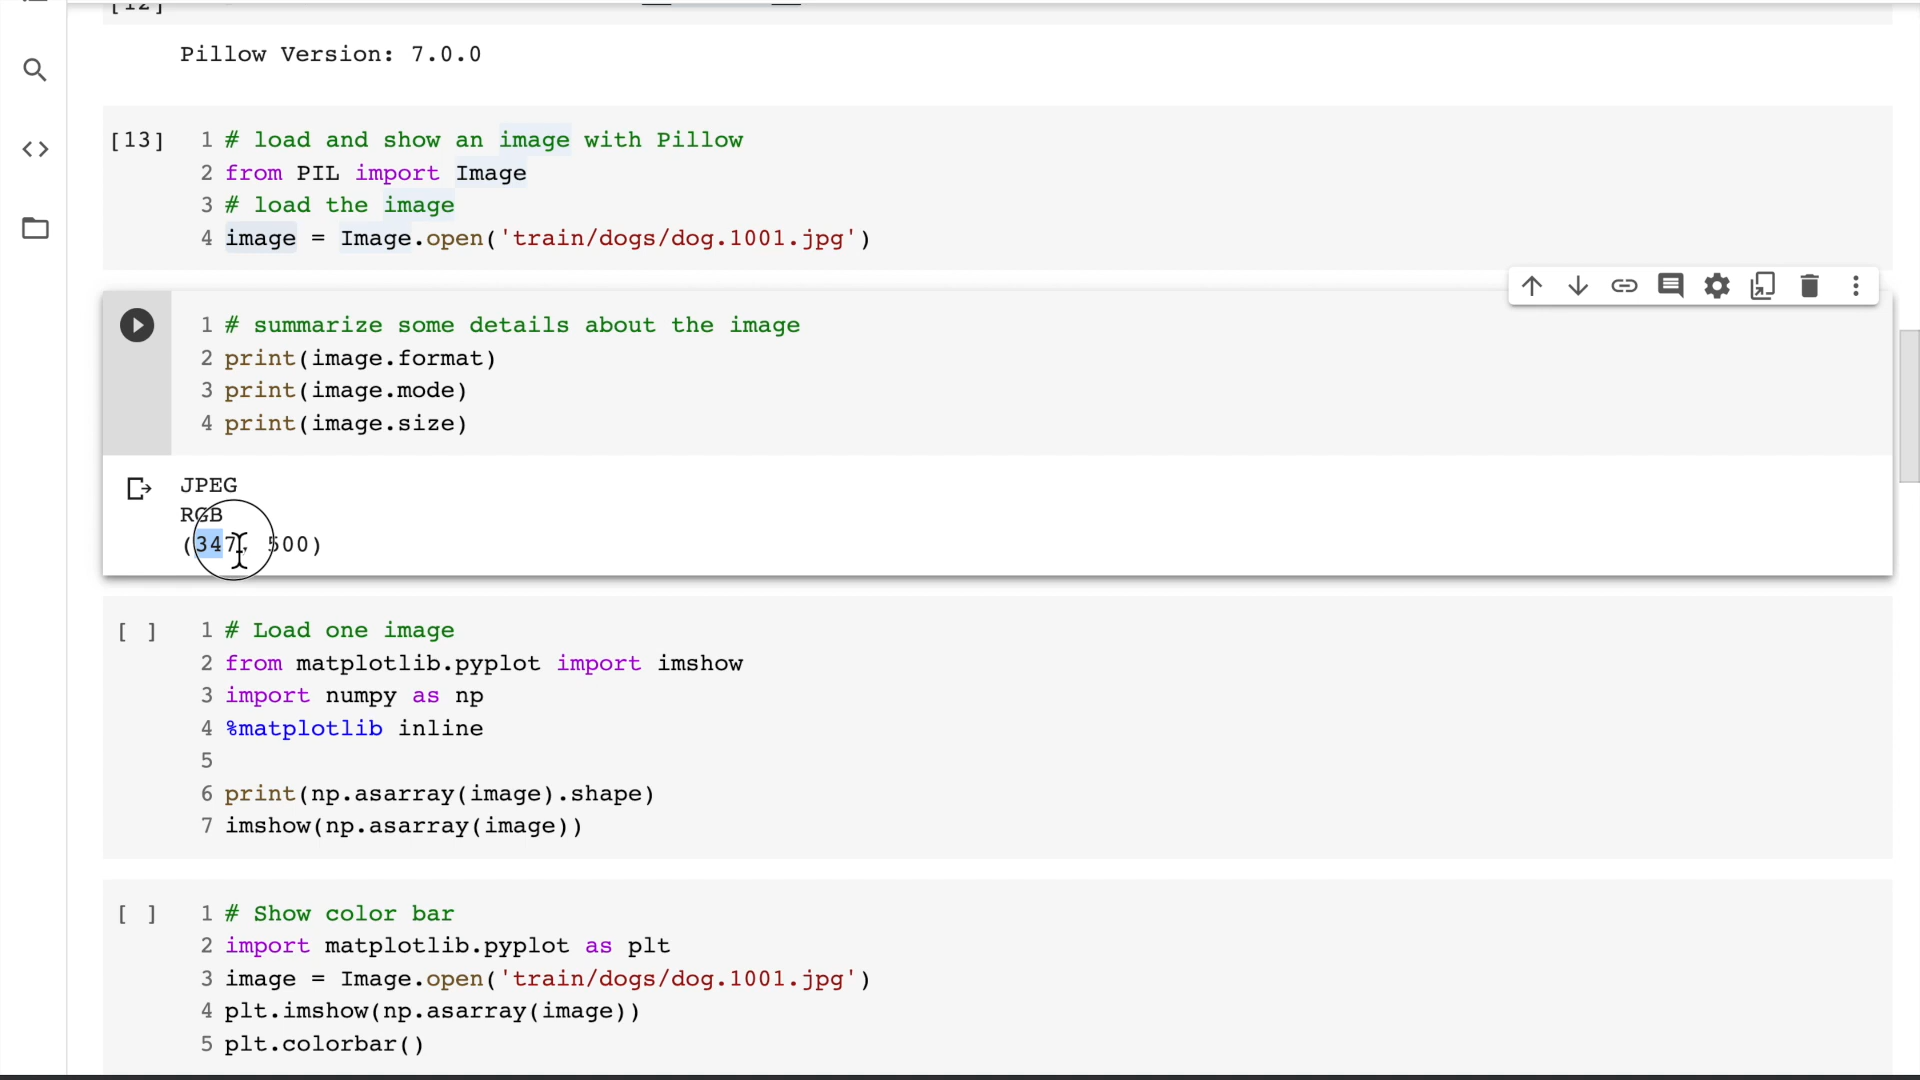 [12]
Pillow Version: 7.0.0
[13]
1 # load and show an image with Pillow
2 from PIL import Image
3 # load the image
4 image = Image.open('train/dogs/dog.1001.jpg')
1 # summarize some details about the image
2 print(image.format)
3 print(image.mode)
4 print(image.size)
JPEG
RGB
(347, 500)
[ ]
1 # Load one image
2 from matplotlib.pyplot import imshow
3 import numpy as np
4 %matplotlib inline
5
6 print(np.asarray(image).shape)
7 imshow(np.asarray(image))
[ ]
1 # Show color bar
2 import matplotlib.pyplot as plt
3 image = Image.open('train/dogs/dog.1001.jpg')
4 plt.imshow(np.asarray(image))
5 plt.colorbar()